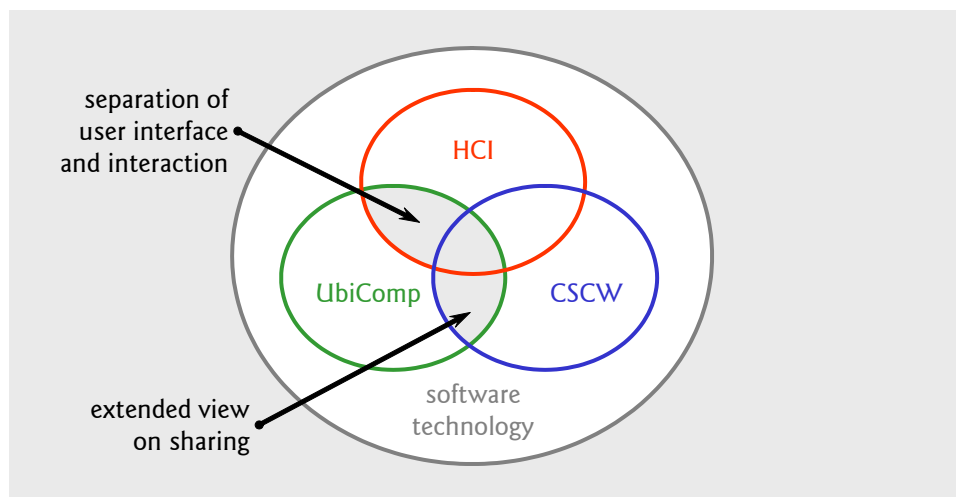 separation of
user interface
and interaction
HCI
UbiComp
CSCW
extended view
on sharing
software
technology